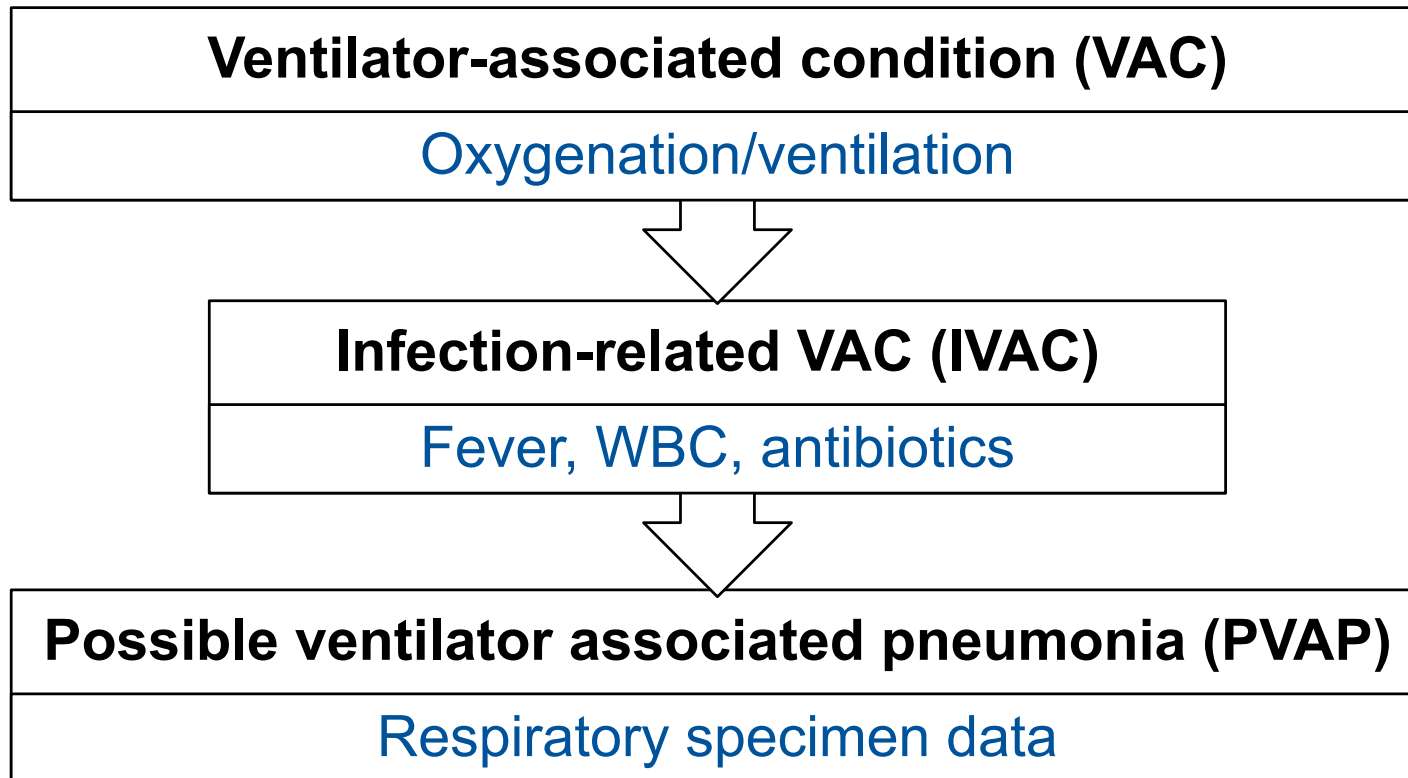 Ventilator-associated condition (VAC)
Oxygenation/ventilation
Infection-related VAC (IVAC)
Fever, WBC, antibiotics
Possible ventilator associated pneumonia (PVAP)
Respiratory specimen data